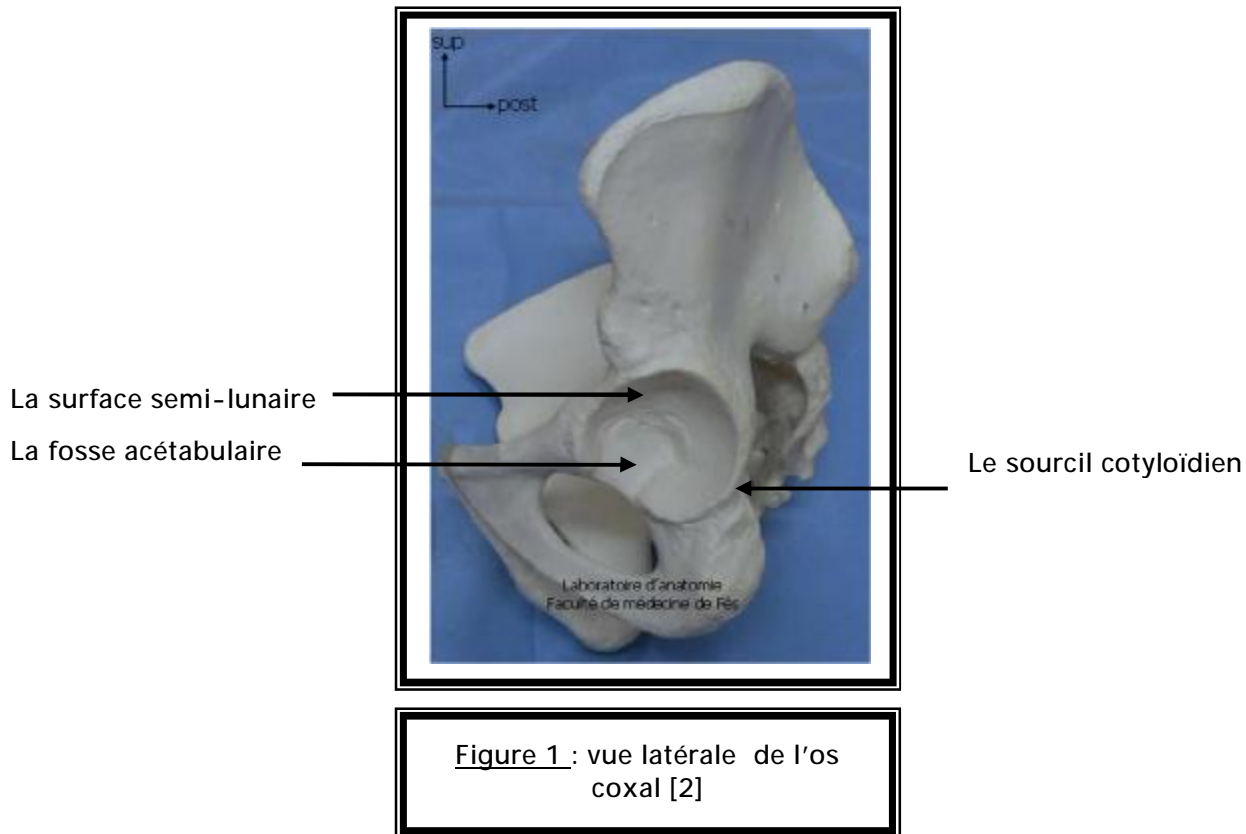 sup
post
La surface semi-lunaire
La fosse acétabulaire
Le sourcil cotyloïdien
Laboratoire d'anatomie
Faculté de médecine de Fès
Figure 1 : vue latérale de l'os
coxal [2]